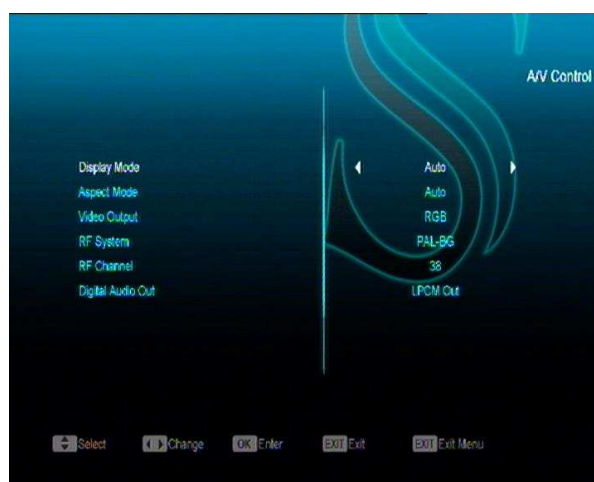 A/V Control
Display Mode Auto
Aspect Mode Auto
Video Output RGB
RF System PAL-BG
RF Channel 38
Digital Audio Out LPCM Out
Select Change OK Enter EXIT Exit EXIT Exit Menu